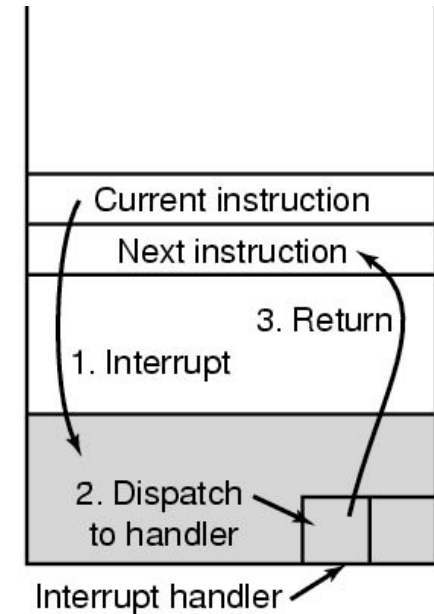 Current instruction
Next instruction
3. Return
1. Interrupt
2. Dispatch
to handler
Interrupt handler